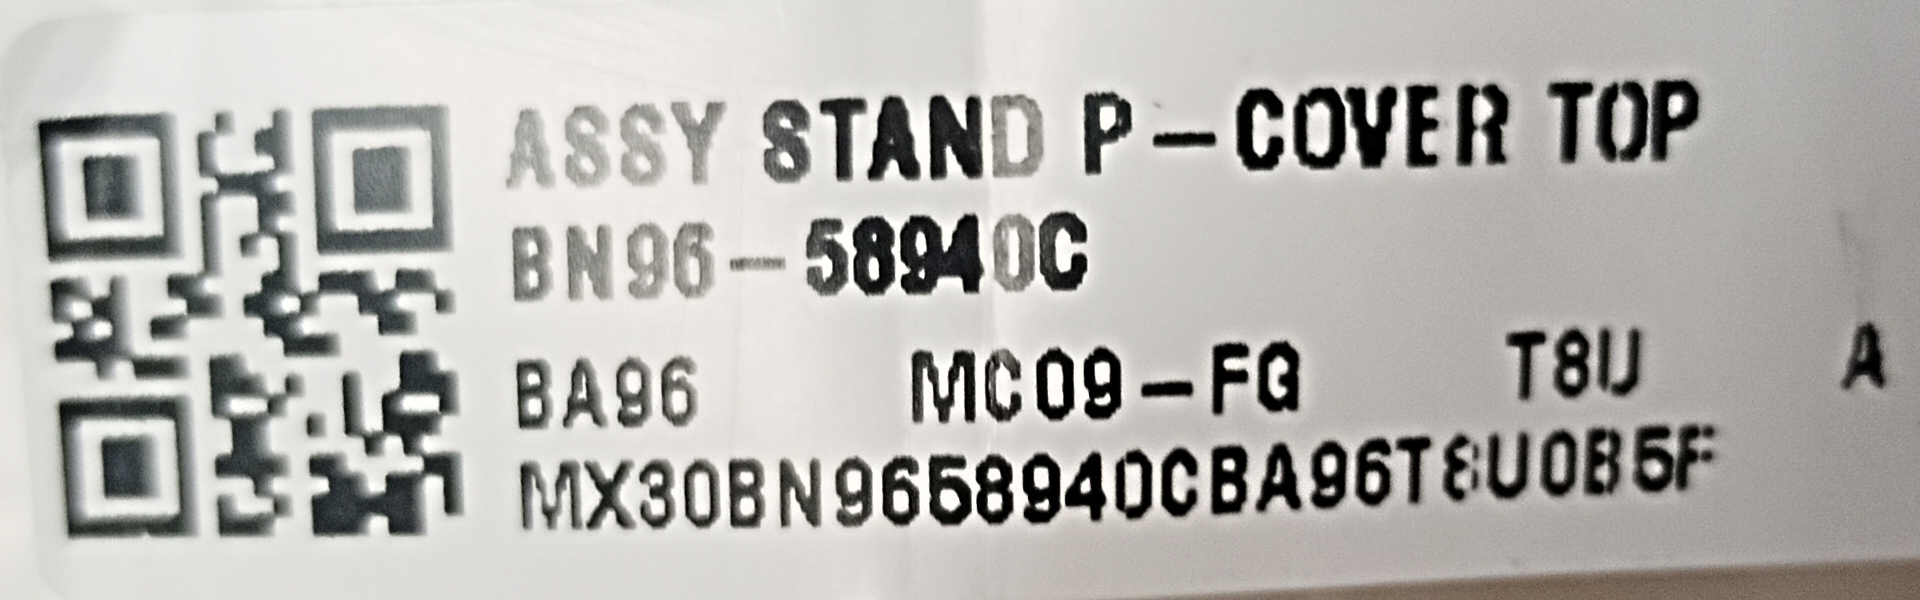 ASSY STAND P-COVER TOP
BN96-58940C
BA96 MC09-FG T8U A
MX30BN9658940CBA96T8U0B5F